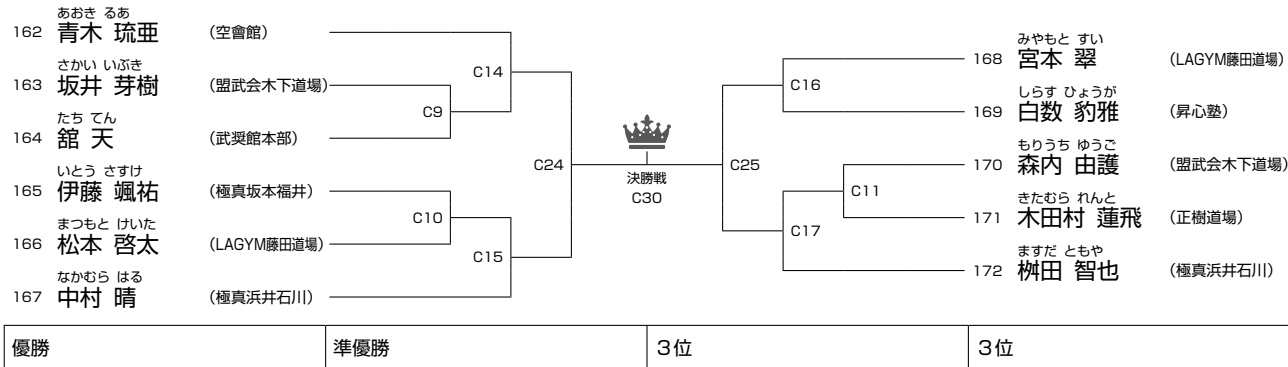 あおき るあ
162 青木 琉亜 （空會館）
さかい いぶき
163 坂井 芽樹 （盟武会木下道場）
たち てん
164 舘 天 （武奨館本部）
いとう さすけ
165 伊藤 颯祐 （極真坂本福井）
まつもと けいた
166 松本 啓太 （LAGYM藤田道場）
なかむら はる
167 中村 晴 （極真浜井石川）
C14
C9
C24
C10
C15
決勝戦
C30
C16
C25
C11
C17
みやもと すい
168 宮本 翠 （LAGYM藤田道場）
しらす ひょうが
169 白数 豹雅 （昇心塾）
もりうち ゆうご
170 森内 由護 （盟武会木下道場）
きたむら れんと
171 木田村 蓮飛 （正樹道場）
ますだ ともや
172 桝田 智也 （極真浜井石川）
優勝 準優勝 3位 3位